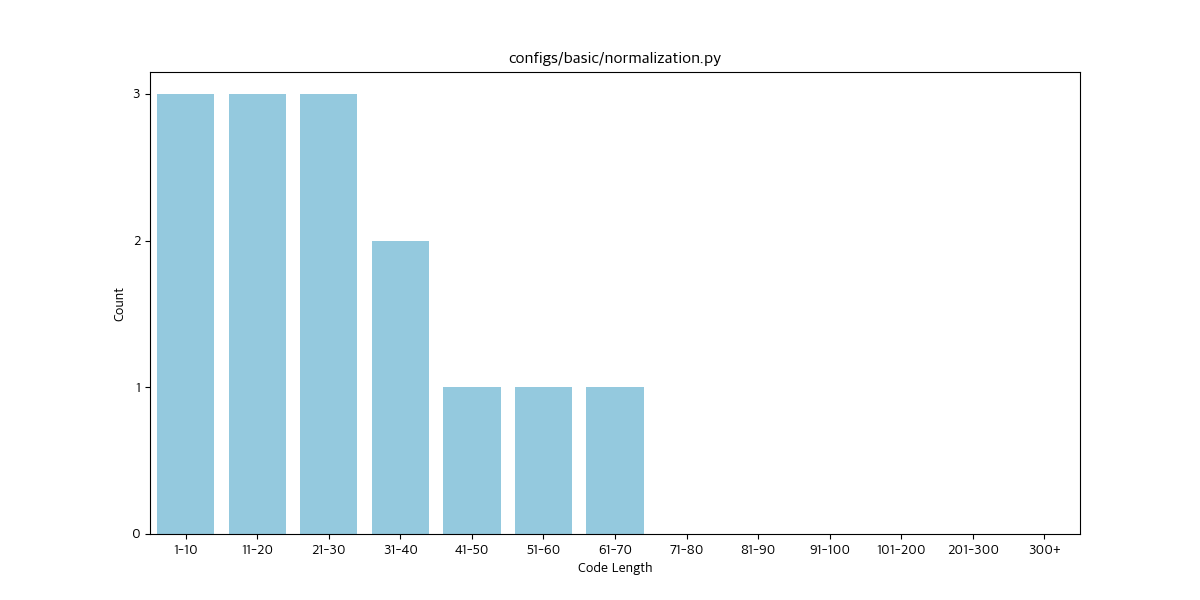 configs/basic/normalization.py
3
2
1
0
Count
1-10 11-20 21-30 31-40 41-50 51-60 61-70 71-80 81-90 91-100 101-200 201-300 300+
Code Length